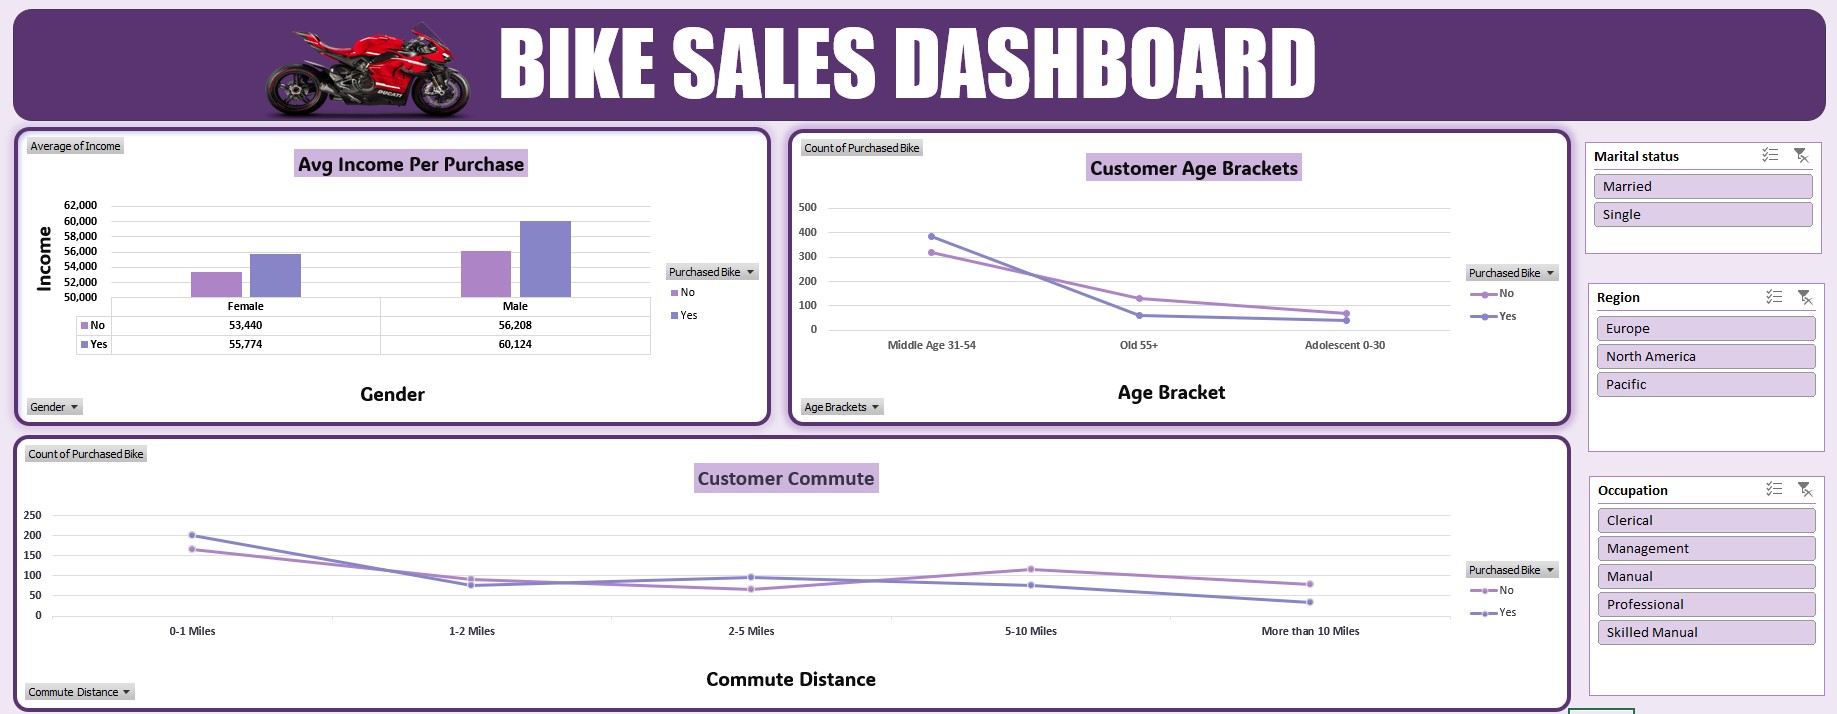 BIKE SALES DASHBOARD
DUCATI
Average of Income
Avg Income Per Purchase
Income
62,000
60,000
58,000
56,000
54,000
52,000
50,000
Female Male
No 53,440 56,208
Yes 55,774 60,124
Gender
Gender
Purchased Bike
No
Yes
Count of Purchased Bike
Customer Age Brackets
500
400
300
200
100
0
Middle Age 31-54 Old 55+ Adolescent 0-30
Age Bracket
Age Brackets
Purchased Bike
No
Yes
Marital status
Married
Single
Region
Europe
North America
Pacific
Count of Purchased Bike
Customer Commute
250
200
150
100
50
0
0-1 Miles 1-2 Miles 2-5 Miles 5-10 Miles More than 10 Miles
Commute Distance
Commute Distance
Purchased Bike
No
Yes
Occupation
Clerical
Management
Manual
Professional
Skilled Manual